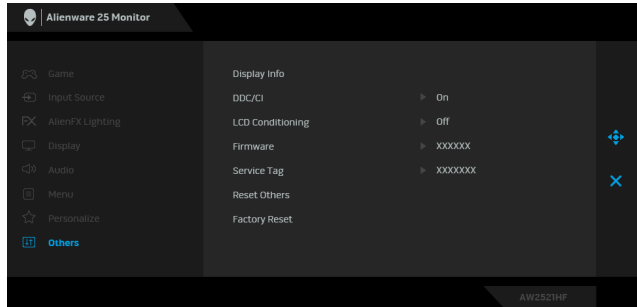 Alienware 25 Monitor
Game
Input Source
AlienFX Lighting
Display
Audio
Menu
Personalize
Others
Display Info
DDC/CI On
LCD Conditioning Off
Firmware XXXXXX
Service Tag XXXXXXX
Reset Others
Factory Reset
AW2521HF